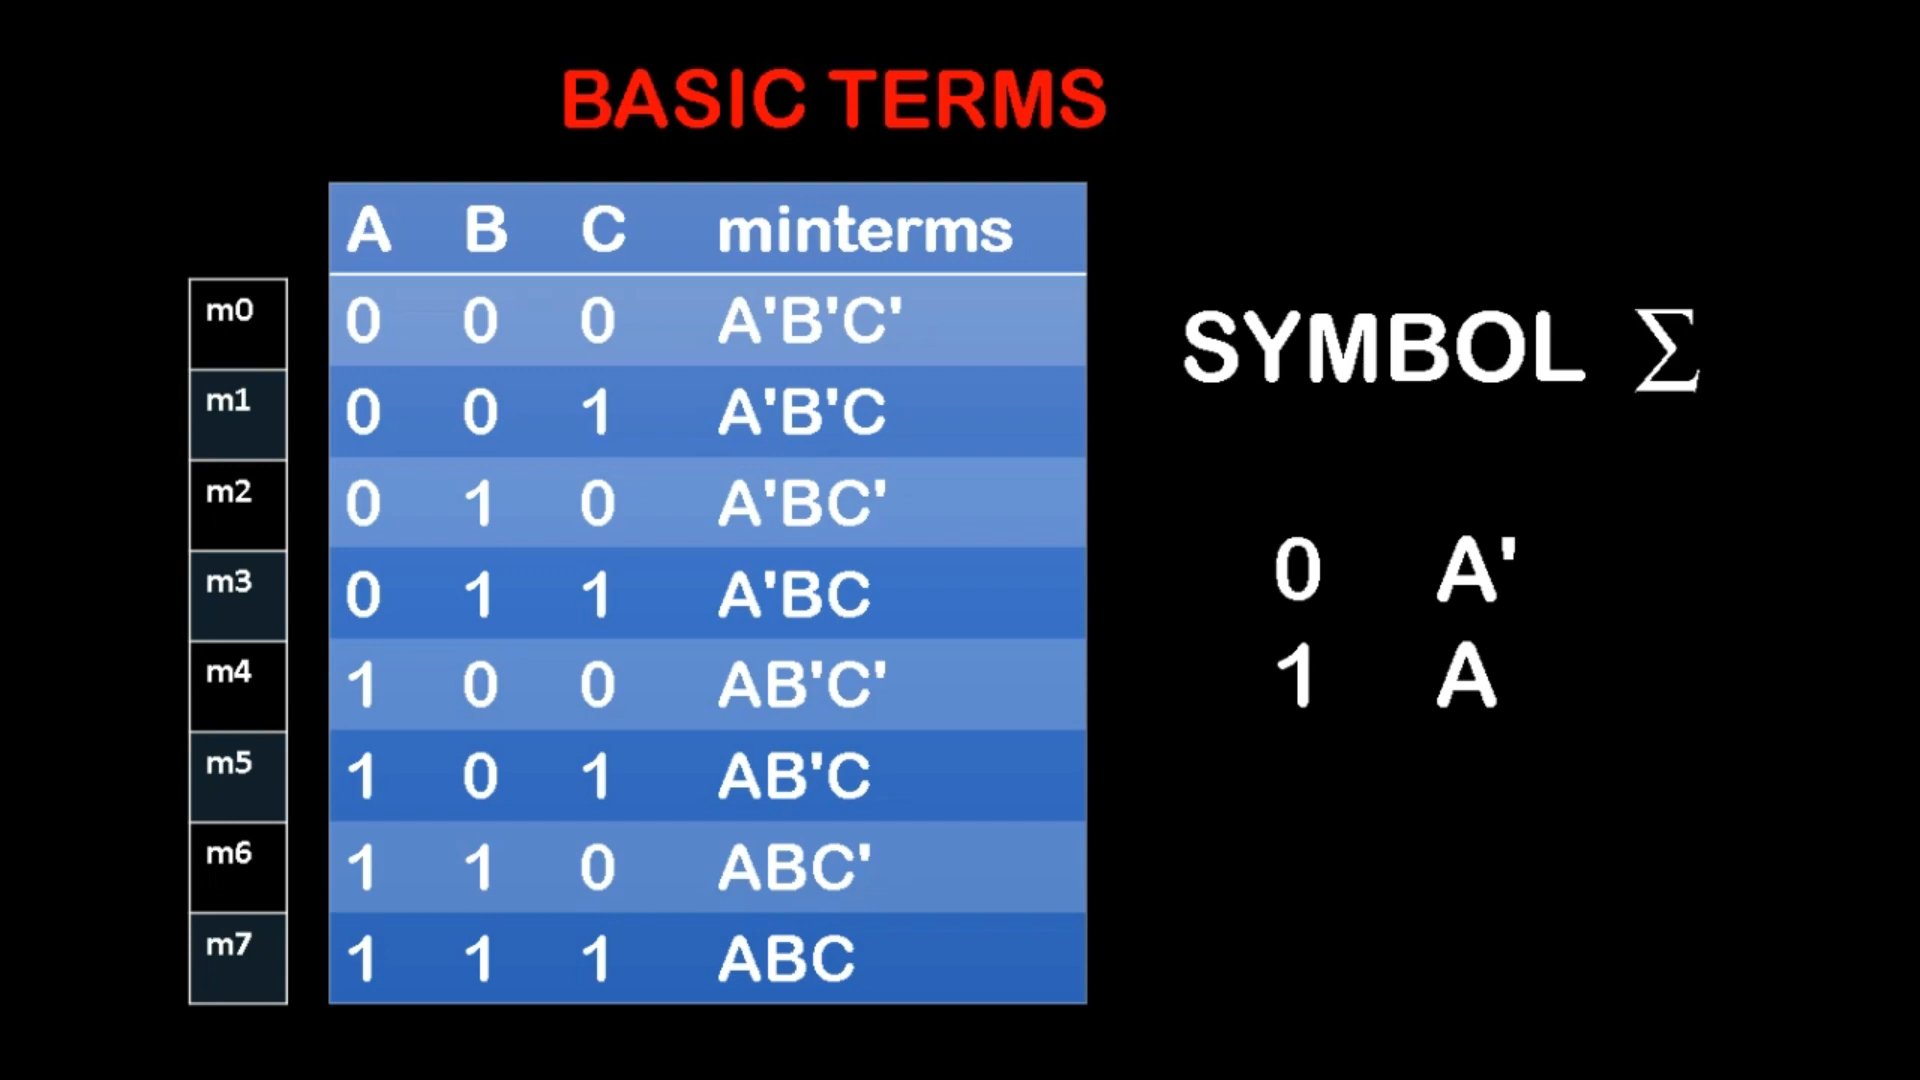 BASIC TERMS
A B C minterms
m0 0 0 0 A'B'C'
m1 0 0 1 A'B'C
m2 0 1 0 A'BC'
m3 0 1 1 A'BC
m4 1 0 0 AB'C'
m5 1 0 1 AB'C
m6 1 1 0 ABC'
m7 1 1 1 ABC
SYMBOL Σ
0 A'
1 A